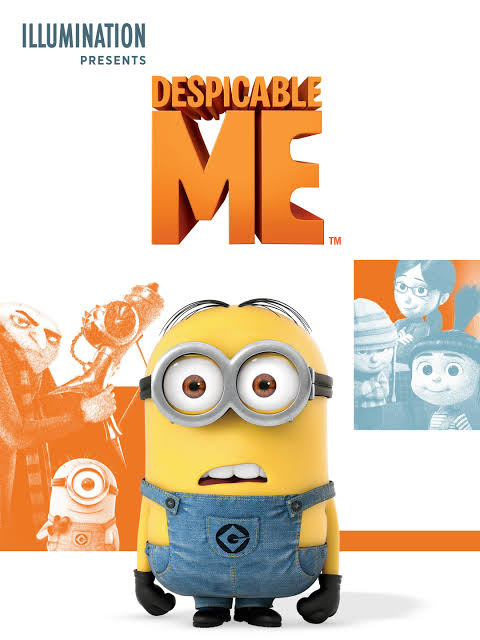 ILLUMINATION
PRESENTS
DESPICABLE
ME
TM